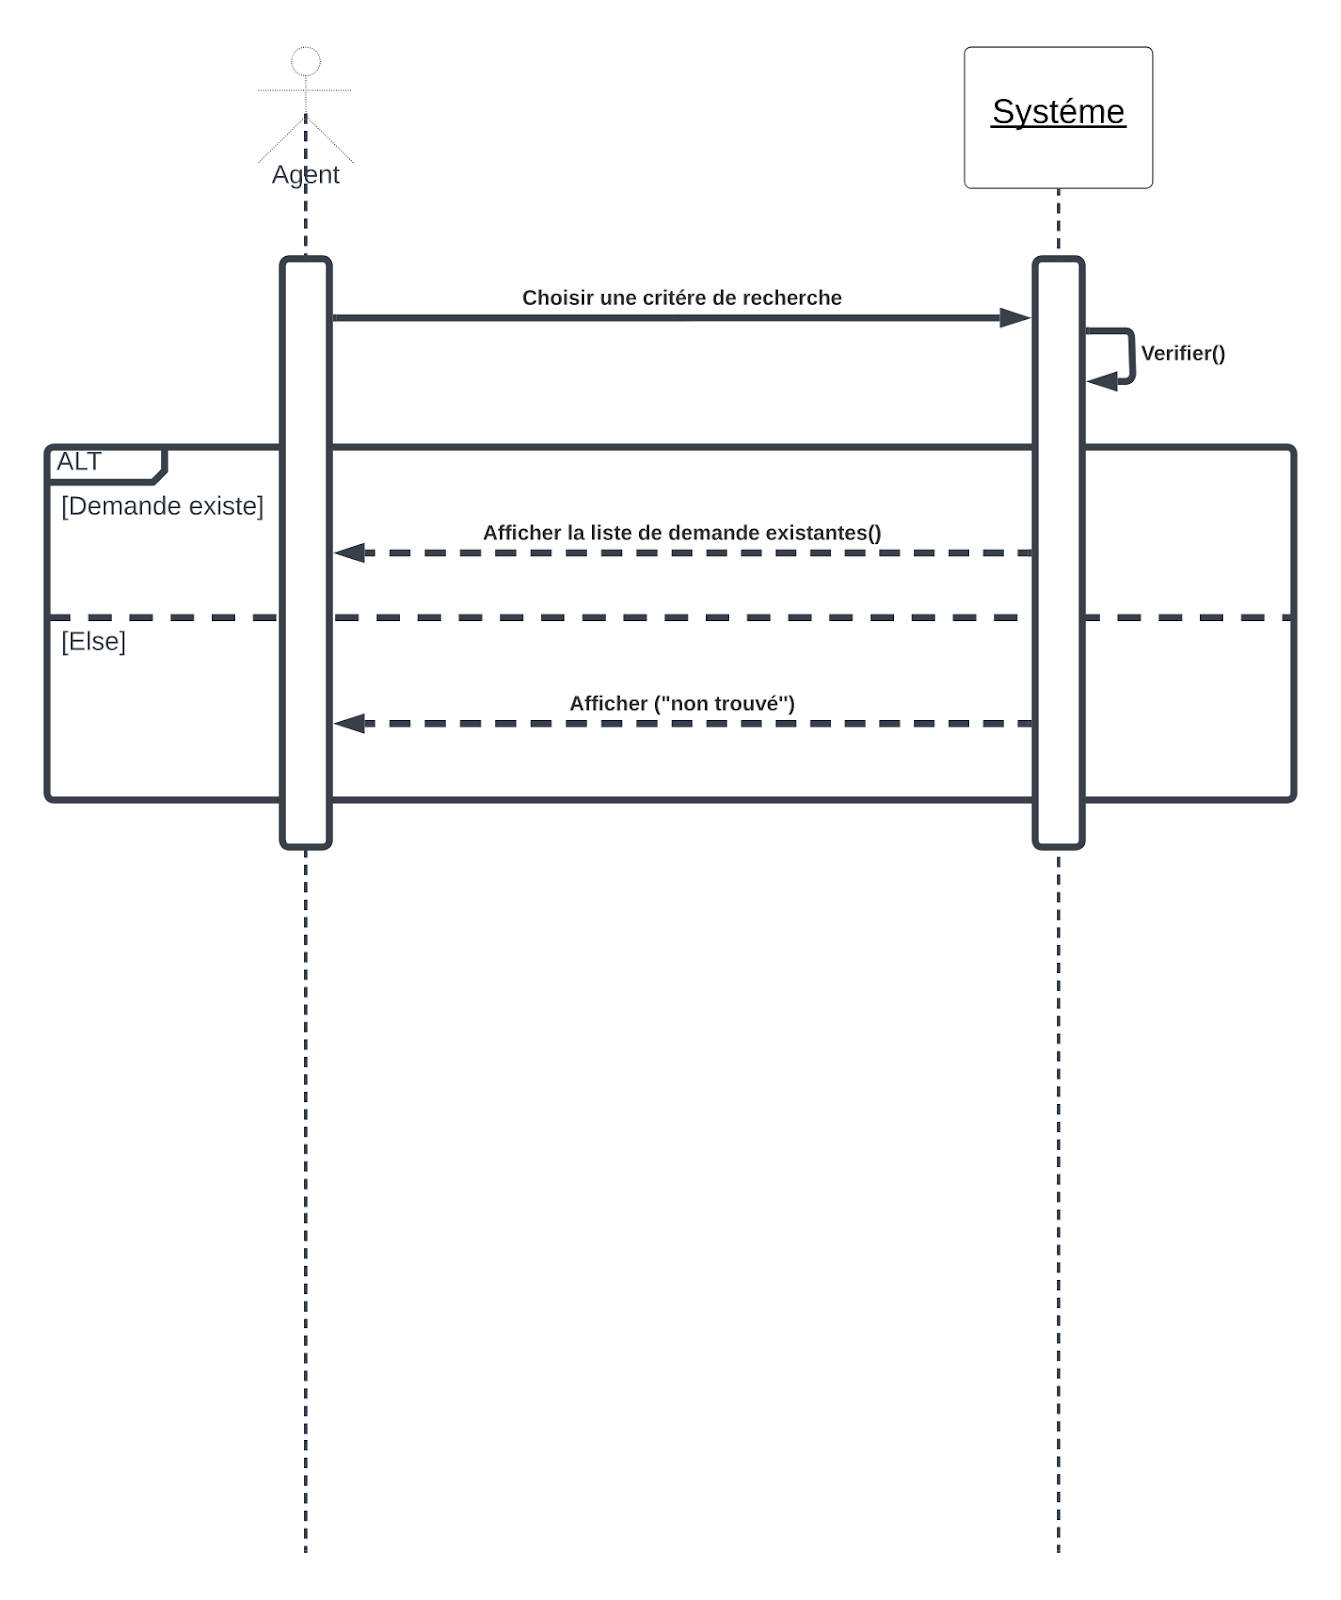 Agent
Systéme
Choisir une critére de recherche
Verifier()
ALT
[Demande existe]
Afficher la liste de demande existantes()
[Else]
Afficher ("non trouvé")